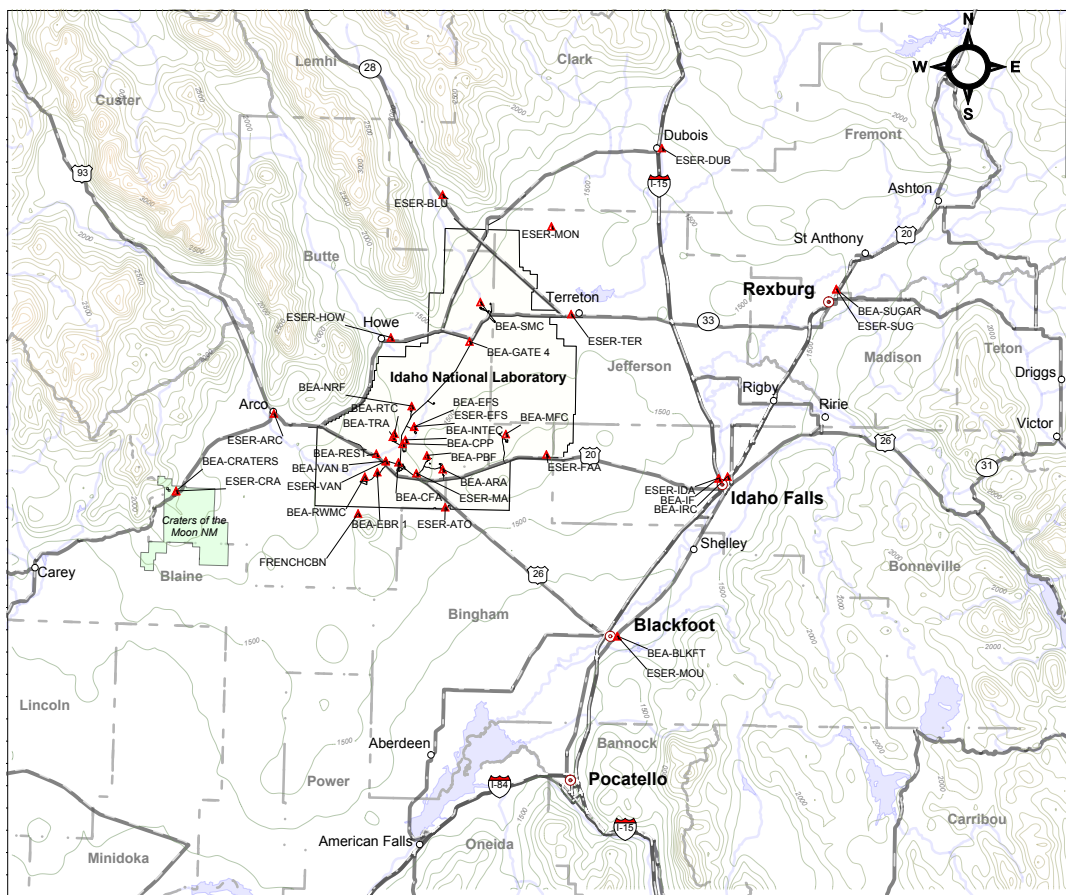 N
W
E
S
Lemhi
Clark
28
Custer
Fremont
Dubois
ESER-DUB
93
I-15
Ashton
ESER-BLU
ESER-MON
20
St Anthony
Butte
Rexburg
Terreton
BEA-SUGAR
ESER-SUG
ESER-HOW
Howe
BEA-SMC
33
ESER-TER
BEA-GATE 4
Madison
Teton
Jefferson
Driggs
Idaho National Laboratory
BEA-NRF
Rigby
BEA-EFS
BEA-RTC
ESER-EFS
Ririe
Arco
BEA-TRA
BEA-INTEC
BEA-MFC
Victor
ESER-ARC
BEA-CPP
26
BEA-REST
BEA-PBF
20
BEA-CRATERS
BEA-VAN B
ESER-FAA
31
ESER-CRA
ESER-VAN
BEA-ARA
ESER-IDA
BEA-CFA
ESER-MAI
BEA-IF
Idaho Falls
BEA-RWMC
BEA-IRC
Craters of the
Moon NM
BEA-EBR 1
ESER-ATO
Shelley
FRENCHCBN
Carey
Blaine
26
Bonneville
Bingham
Blackfoot
BEA-BLKFT
ESER-MOU
Lincoln
Aberdeen
Bannock
Power
I-84
Pocatello
Carribou
I-15
American Falls
Oneida
Minidoka